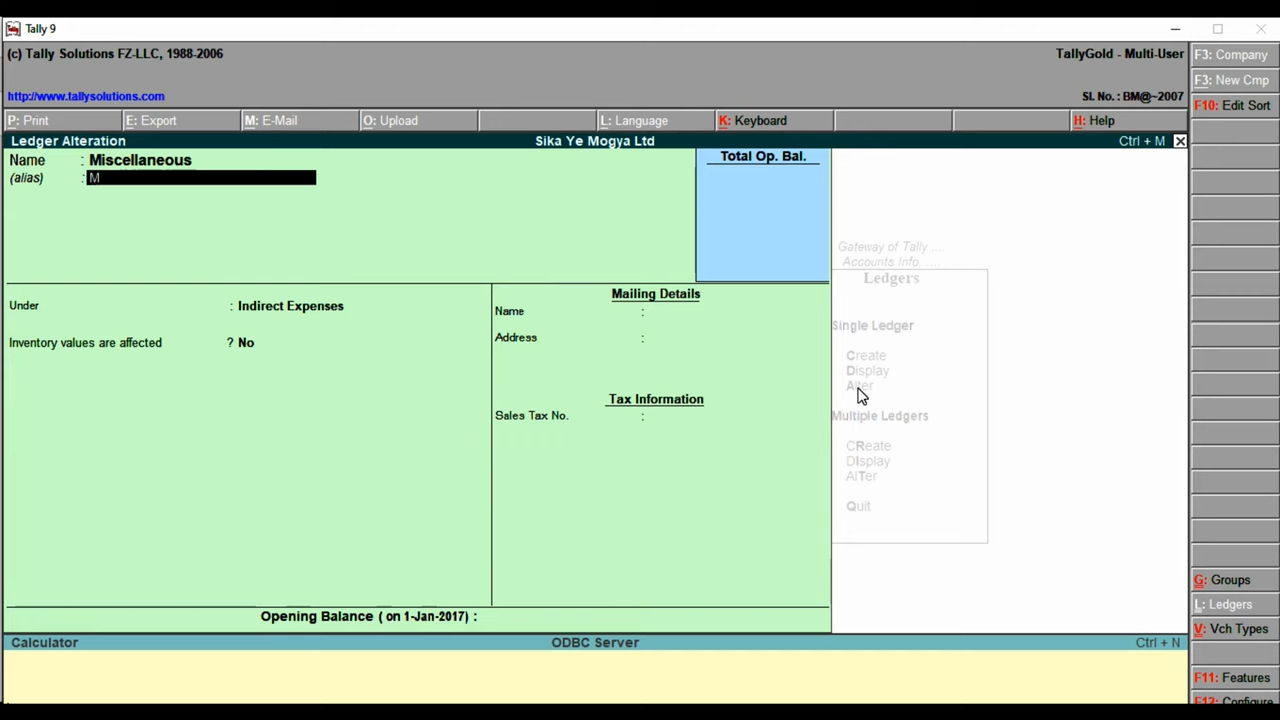 Tally 9
(c) Tally Solutions FZ-LLC, 1988-2006
TallyGold - Multi-User
http://www.tallysolutions.com
Sl. No. : BM@~2007
P: Print
E: Export
M: E-Mail
O: Upload
L: Language
K: Keyboard
H: Help
Ledger Alteration
Sika Ye Mogya Ltd
Ctrl + M
Name : Miscellaneous
(alias) : M
Total Op. Bal.
Under : Indirect Expenses
Inventory values are affected ? No
Mailing Details
Name :
Address :
Tax Information
Sales Tax No. :
Opening Balance ( on 1-Jan-2017) :
Gateway of Tally ....
Accounts Info. ....
Ledgers
Single Ledger
Create
Display
Alter
Multiple Ledgers
CReate
DIsplay
AlTer
Quit
F3: Company
F3: New Cmp
F10: Edit Sort
G: Groups
L: Ledgers
V: Vch Types
F11: Features
F12: Configure
Calculator
ODBC Server
Ctrl + N